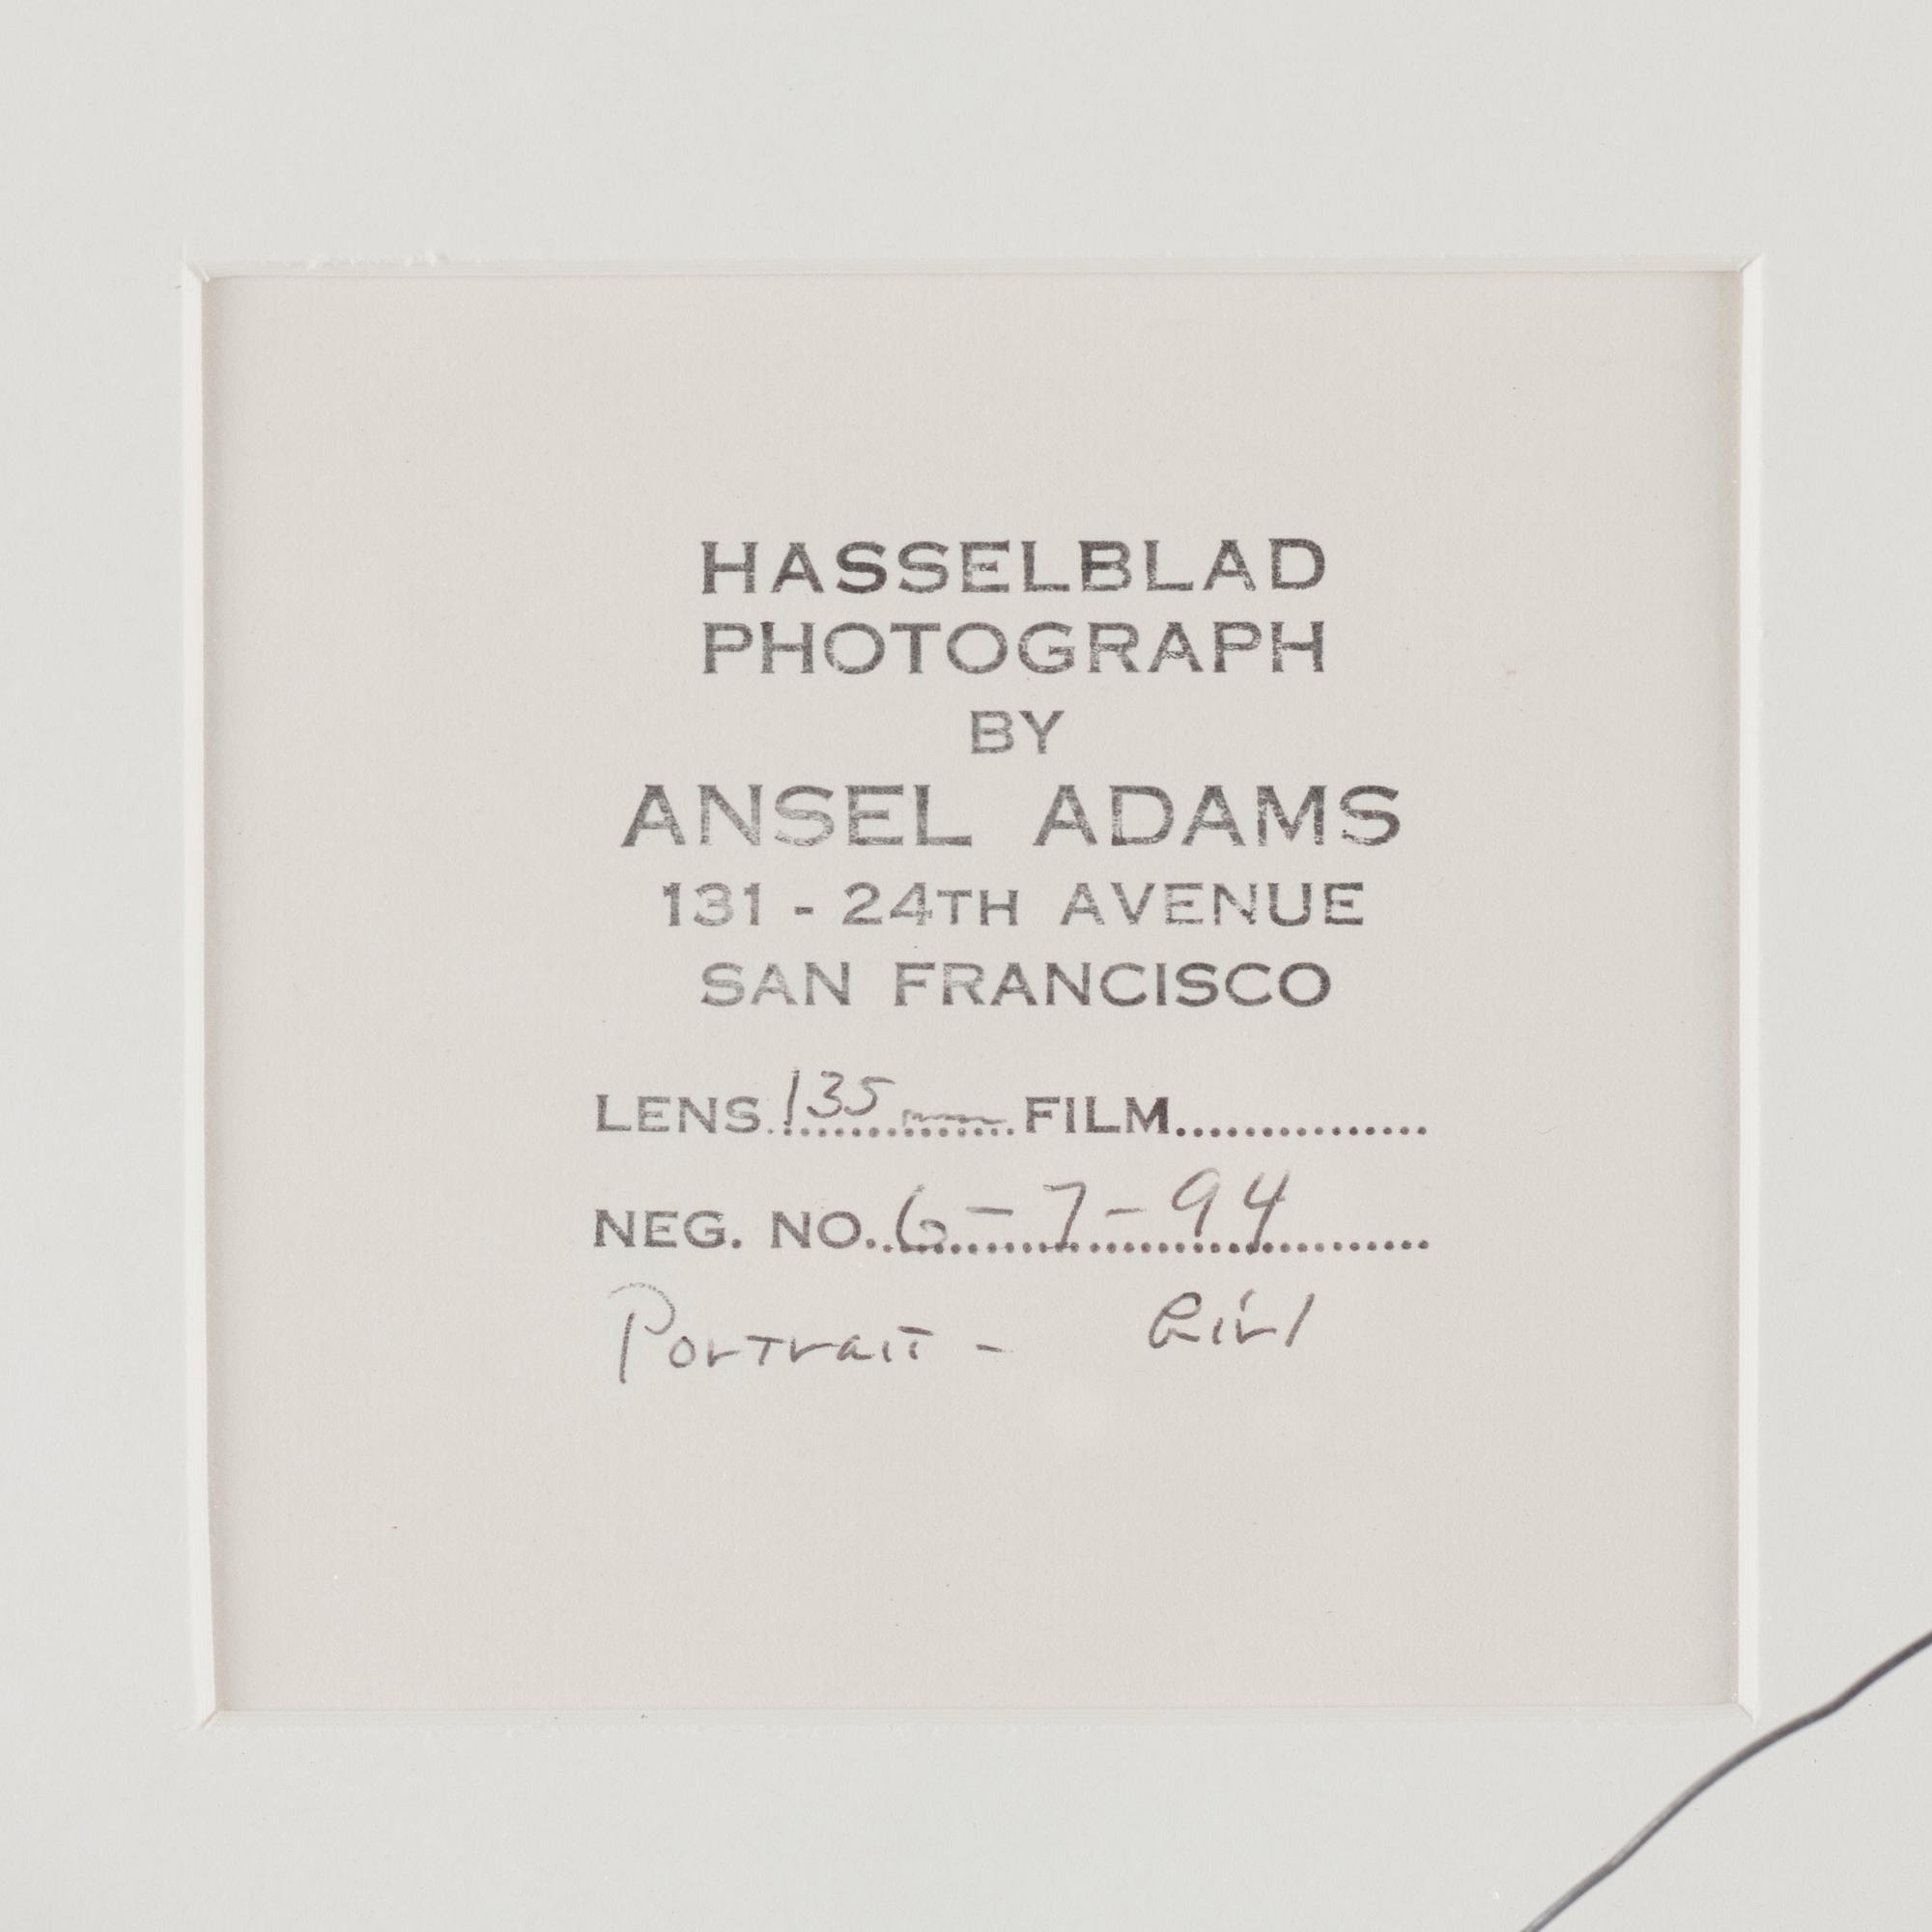 HASSELBLAD
PHOTOGRAPH
BY
ANSEL ADAMS
131 - 24TH AVENUE
SAN FRANCISCO
LENS 135 mm FILM...............
NEG. NO. 6-7-94
Portrait - Girl